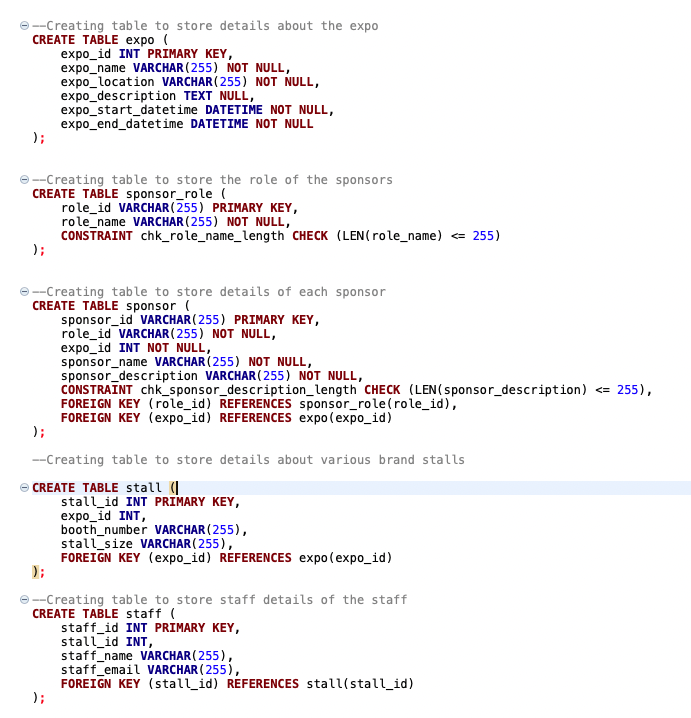 --Creating table to store details about the expo
CREATE TABLE expo (
    expo_id INT PRIMARY KEY,
    expo_name VARCHAR(255) NOT NULL,
    expo_location VARCHAR(255) NOT NULL,
    expo_description TEXT NULL,
    expo_start_datetime DATETIME NOT NULL,
    expo_end_datetime DATETIME NOT NULL
);
--Creating table to store the role of the sponsors
CREATE TABLE sponsor_role (
    role_id VARCHAR(255) PRIMARY KEY,
    role_name VARCHAR(255) NOT NULL,
    CONSTRAINT chk_role_name_length CHECK (LEN(role_name) <= 255)
);
--Creating table to store details of each sponsor
CREATE TABLE sponsor (
    sponsor_id VARCHAR(255) PRIMARY KEY,
    role_id VARCHAR(255) NOT NULL,
    expo_id INT NOT NULL,
    sponsor_name VARCHAR(255) NOT NULL,
    sponsor_description VARCHAR(255) NOT NULL,
    CONSTRAINT chk_sponsor_description_length CHECK (LEN(sponsor_description) <= 255),
    FOREIGN KEY (role_id) REFERENCES sponsor_role(role_id),
    FOREIGN KEY (expo_id) REFERENCES expo(expo_id)
);
--Creating table to store details about various brand stalls
CREATE TABLE stall (
    stall_id INT PRIMARY KEY,
    expo_id INT,
    booth_number VARCHAR(255),
    stall_size VARCHAR(255),
    FOREIGN KEY (expo_id) REFERENCES expo(expo_id)
);
--Creating table to store staff details of the staff
CREATE TABLE staff (
    staff_id INT PRIMARY KEY,
    stall_id INT,
    staff_name VARCHAR(255),
    staff_email VARCHAR(255),
    FOREIGN KEY (stall_id) REFERENCES stall(stall_id)
);